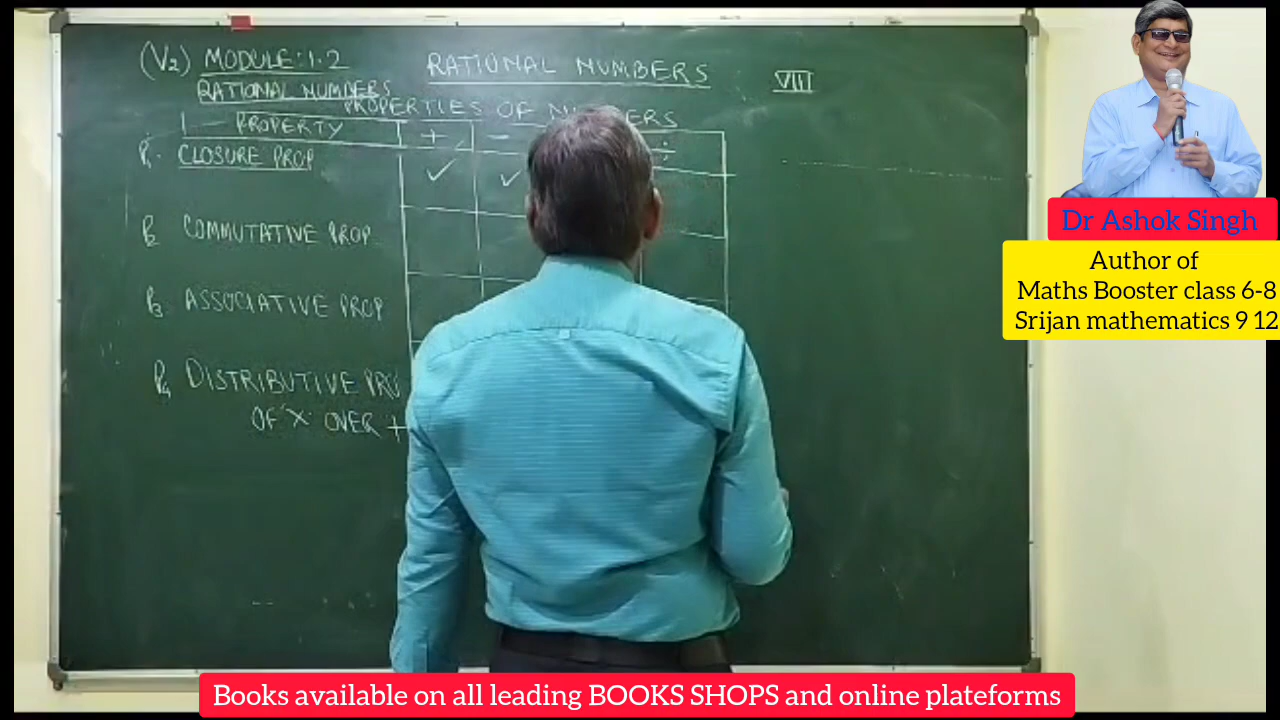 (V2) MODULE: 1.2
RATIONAL NUMBERS
VIII
RATIONAL NUMBERS
PROPERTIES OF NUMBERS
PROPERTY + - ÷
P1. CLOSURE PROP ✓ ✓
P2 COMMUTATIVE PROP
P3 ASSOCIATIVE PROP
P4 DISTRIBUTIVE PRO
OF 'X' OVER +
Dr Ashok Singh
Author of
Maths Booster class 6-8
Srijan mathematics 9 12
Books available on all leading BOOKS SHOPS and online plateforms